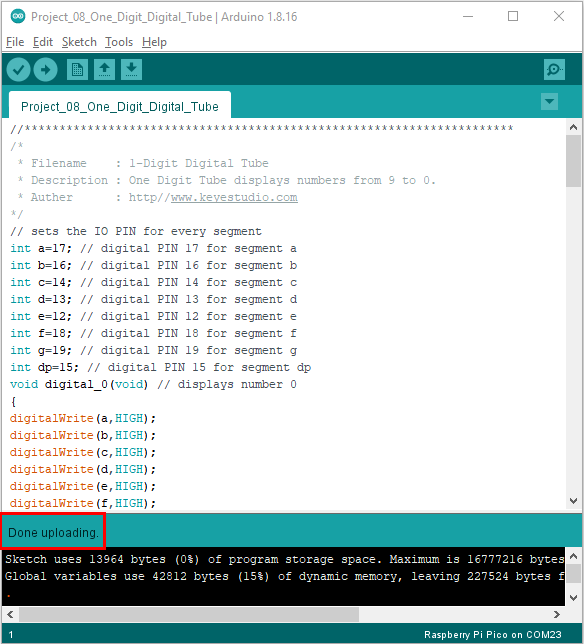 Project_08_One_Digit_Digital_Tube | Arduino 1.8.16
File Edit Sketch Tools Help
Project_08_One_Digit_Digital_Tube
//**********************************************************************
/*
 * Filename    : 1-Digit Digital Tube
 * Description : One Digit Tube displays numbers from 9 to 0.
 * Auther      : http//www.keyestudio.com
*/
// sets the IO PIN for every segment
int a=17; // digital PIN 17 for segment a
int b=16; // digital PIN 16 for segment b
int c=14; // digital PIN 14 for segment c
int d=13; // digital PIN 13 for segment d
int e=12; // digital PIN 12 for segment e
int f=18; // digital PIN 18 for segment f
int g=19; // digital PIN 19 for segment g
int dp=15; // digital PIN 15 for segment dp
void digital_0(void) // displays number 0
{
digitalWrite(a,HIGH);
digitalWrite(b,HIGH);
digitalWrite(c,HIGH);
digitalWrite(d,HIGH);
digitalWrite(e,HIGH);
digitalWrite(f,HIGH);
Done uploading.
Sketch uses 13964 bytes (0%) of program storage space. Maximum is 16777216 bytes
Global variables use 42812 bytes (15%) of dynamic memory, leaving 227524 bytes f
.
1
Raspberry Pi Pico on COM23